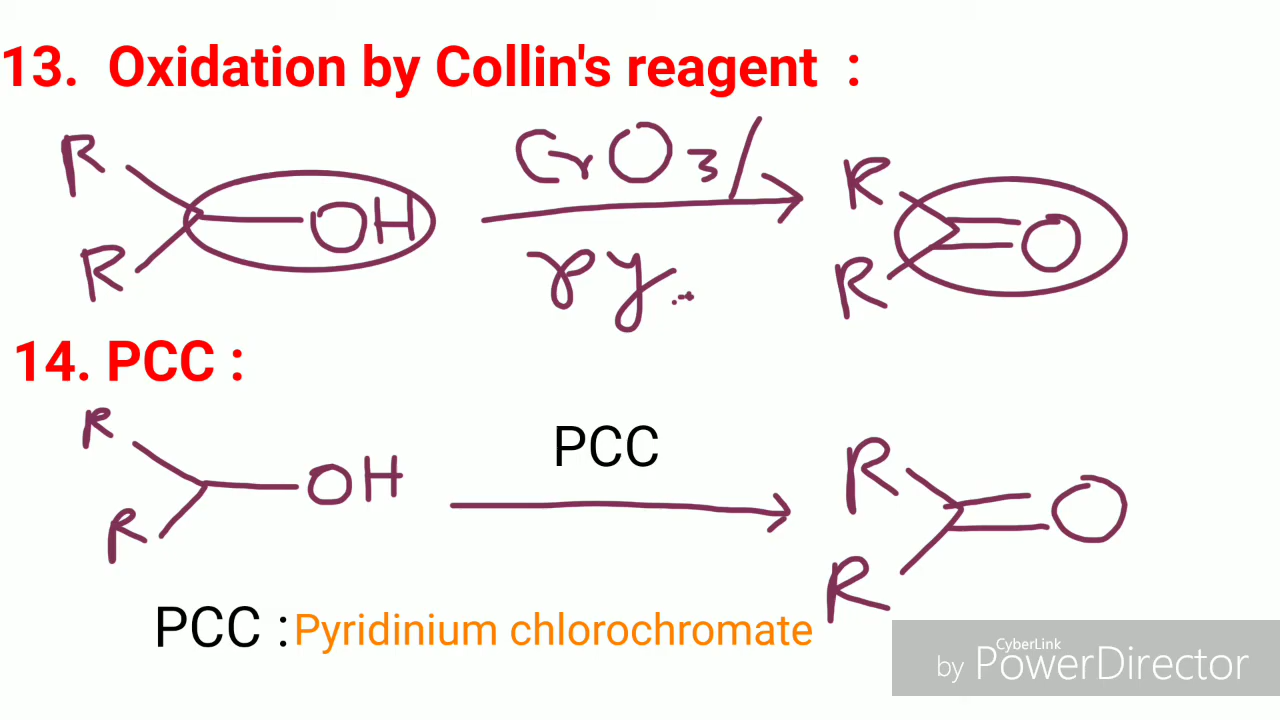 13. Oxidation by Collin's reagent :
R
R
OH
CrO3/
py.
R
R
O
14. PCC :
R
R
OH
PCC
R
R
O
PCC : Pyridinium chlorochromate
CyberLink
by PowerDirector